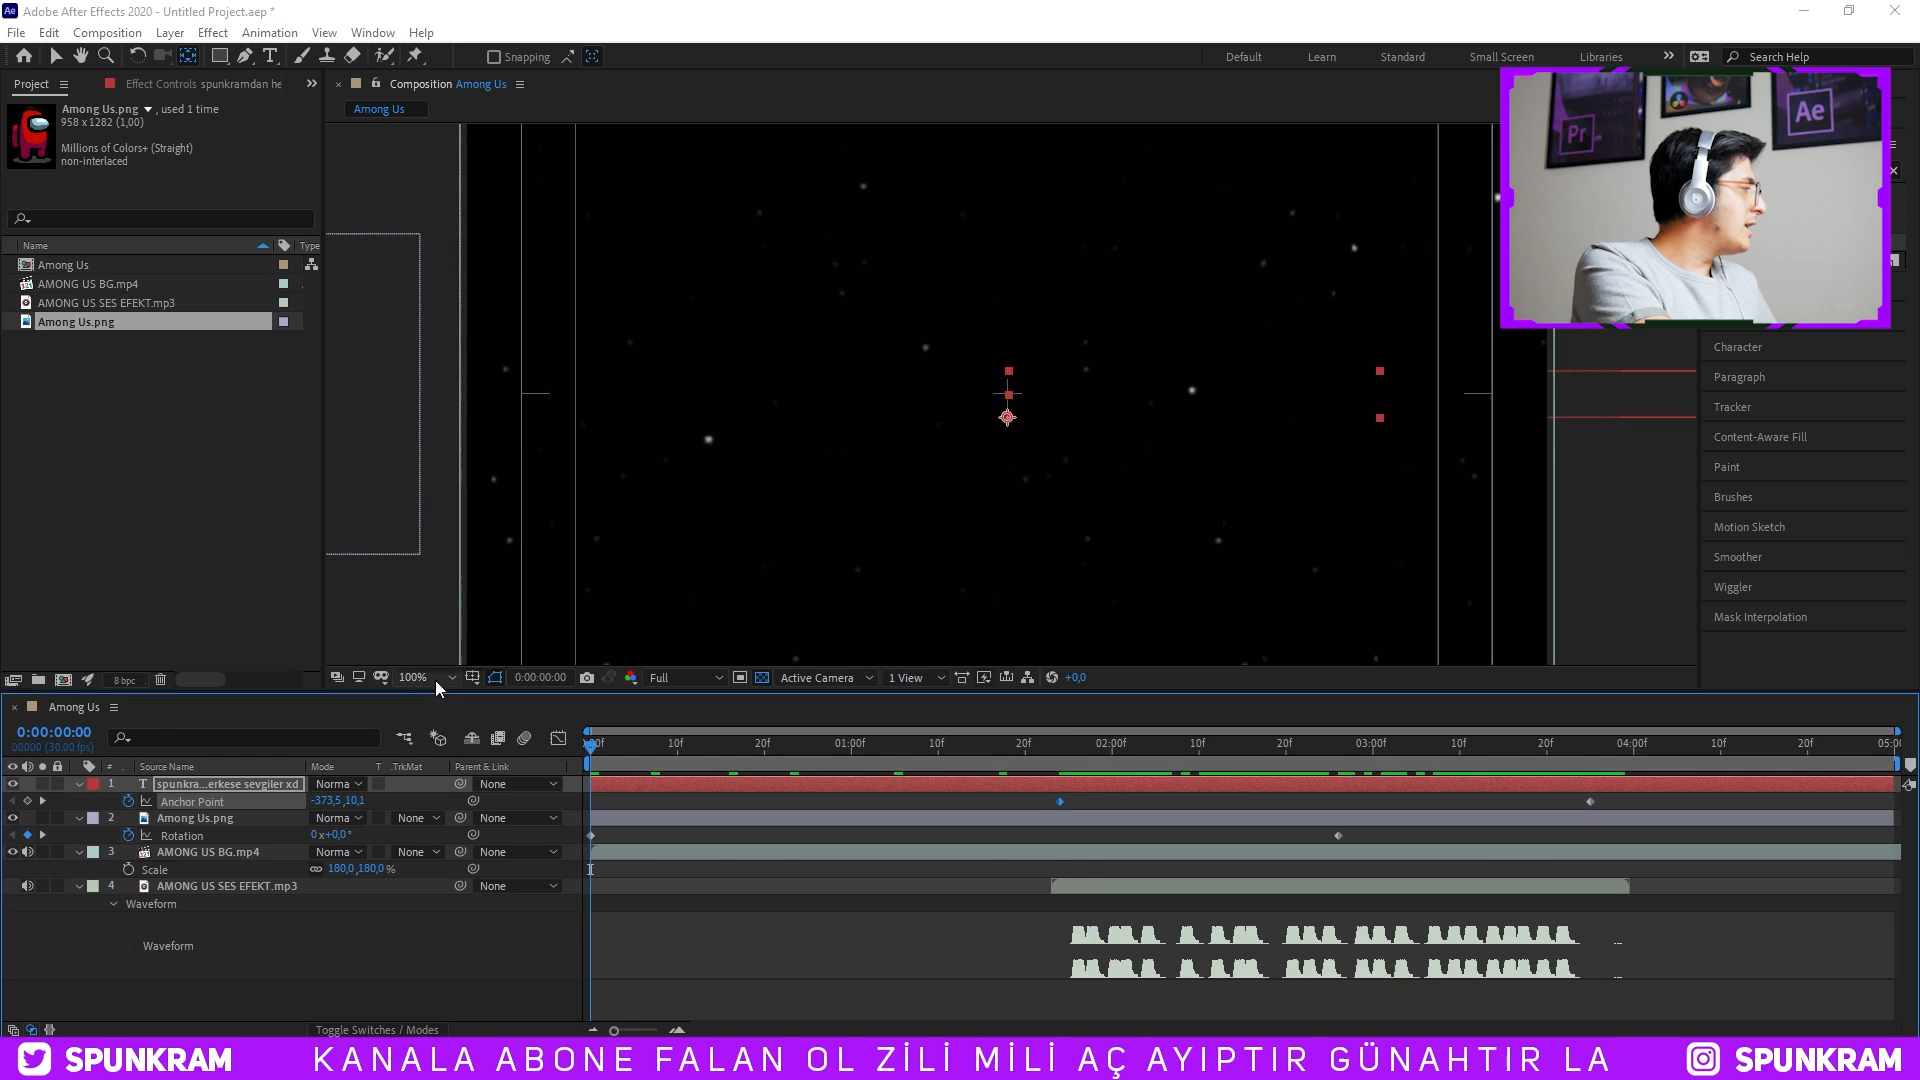 Ae Adobe After Effects 2020 - Untitled Project.aep *
File Edit Composition Layer Effect Animation View Window Help
Snapping Default Learn Standard Small Screen Libraries Search Help
Project Effect Controls spunkramdan he Composition Among Us
Among Us.png , used 1 time
958 x 1282 (1,00)
Among Us
Millions of Colors+ (Straight)
non-interlaced
Pr Ae
Name Type
Among Us
AMONG US BG.mp4
AMONG US SES EFEKT.mp3
Among Us.png
Character
Paragraph
Tracker
Content-Aware Fill
Paint
Brushes
Motion Sketch
Smoother
Wiggler
Mask Interpolation
8 bpc 100% 0:00:00:00 Full Active Camera 1 View +0,0
Among Us
0:00:00:00
00000 (30.00 fps)
:00f 10f 20f 01:00f 10f 20f 02:00f 10f 20f 03:00f 10f 20f 04:00f 10f 20f 05:00
# . Source Name Mode T .TrkMat Parent & Link
1 T spunkra...erkese sevgiler xd Norma None
Anchor Point -373,5,10,1
2 Among Us.png Norma None None
Rotation 0x+0,0°
3 AMONG US BG.mp4 Norma None None
Scale 180,0,180,0 %
4 AMONG US SES EFEKT.mp3 None
Waveform
Waveform
Toggle Switches / Modes
SPUNKRAM KANALA ABONE FALAN OL ZİLİ MİLİ AÇ AYIPTIR GÜNAHTIR LA SPUNKRAM